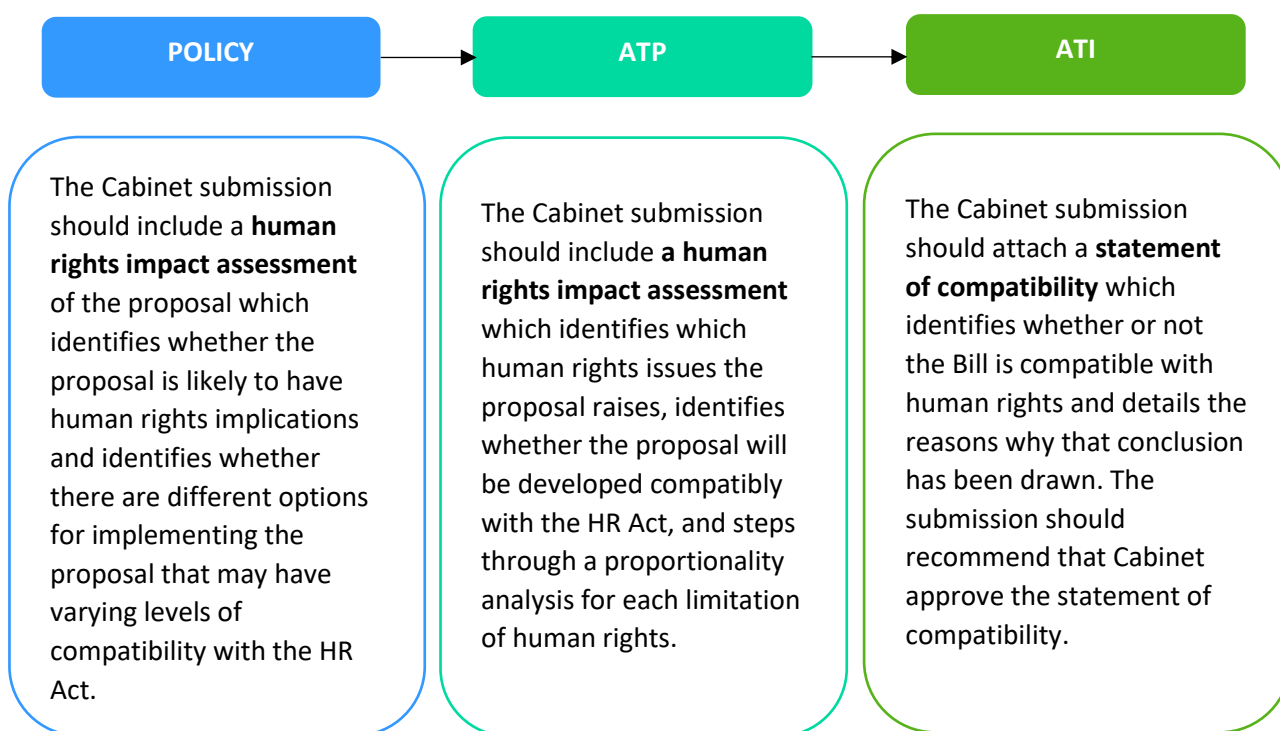 POLICY
ATP
ATI
The Cabinet submission
should include a human
rights impact assessment
of the proposal which
identifies whether the
proposal is likely to have
human rights implications
and identifies whether
there are different options
for implementing the
proposal that may have
varying levels of
compatibility with the HR
Act.
The Cabinet submission
should include a human
rights impact assessment
which identifies which
human rights issues the
proposal raises, identifies
whether the proposal will
be developed compatibly
with the HR Act, and steps
through a proportionality
analysis for each limitation
of human rights.
The Cabinet submission
should attach a statement
of compatibility which
identifies whether or not
the Bill is compatible with
human rights and details the
reasons why that conclusion
has been drawn. The
submission should
recommend that Cabinet
approve the statement of
compatibility.